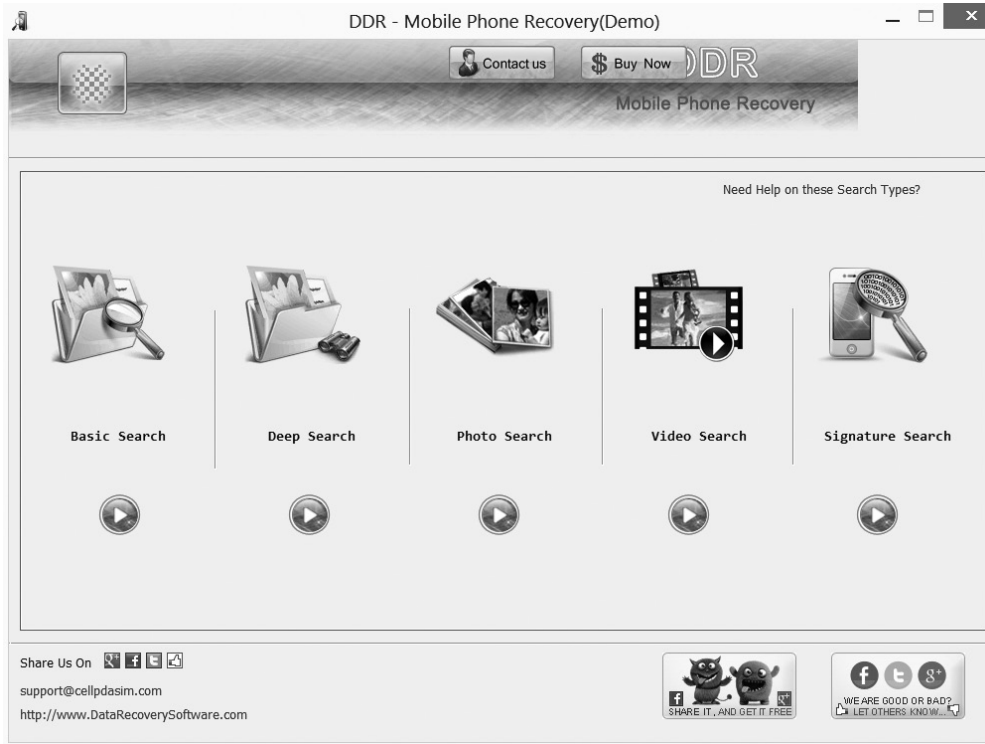 DDR - Mobile Phone Recovery(Demo)
Contact us
$ Buy Now
DDR
Mobile Phone Recovery
Need Help on these Search Types?
Basic Search
Deep Search
Photo Search
Video Search
Signature Search
Share Us On
support@cellpdasim.com
http://www.DataRecoverySoftware.com
SHARE IT , AND GET IT FREE
WE ARE GOOD OR BAD?
LET OTHERS KNOW...